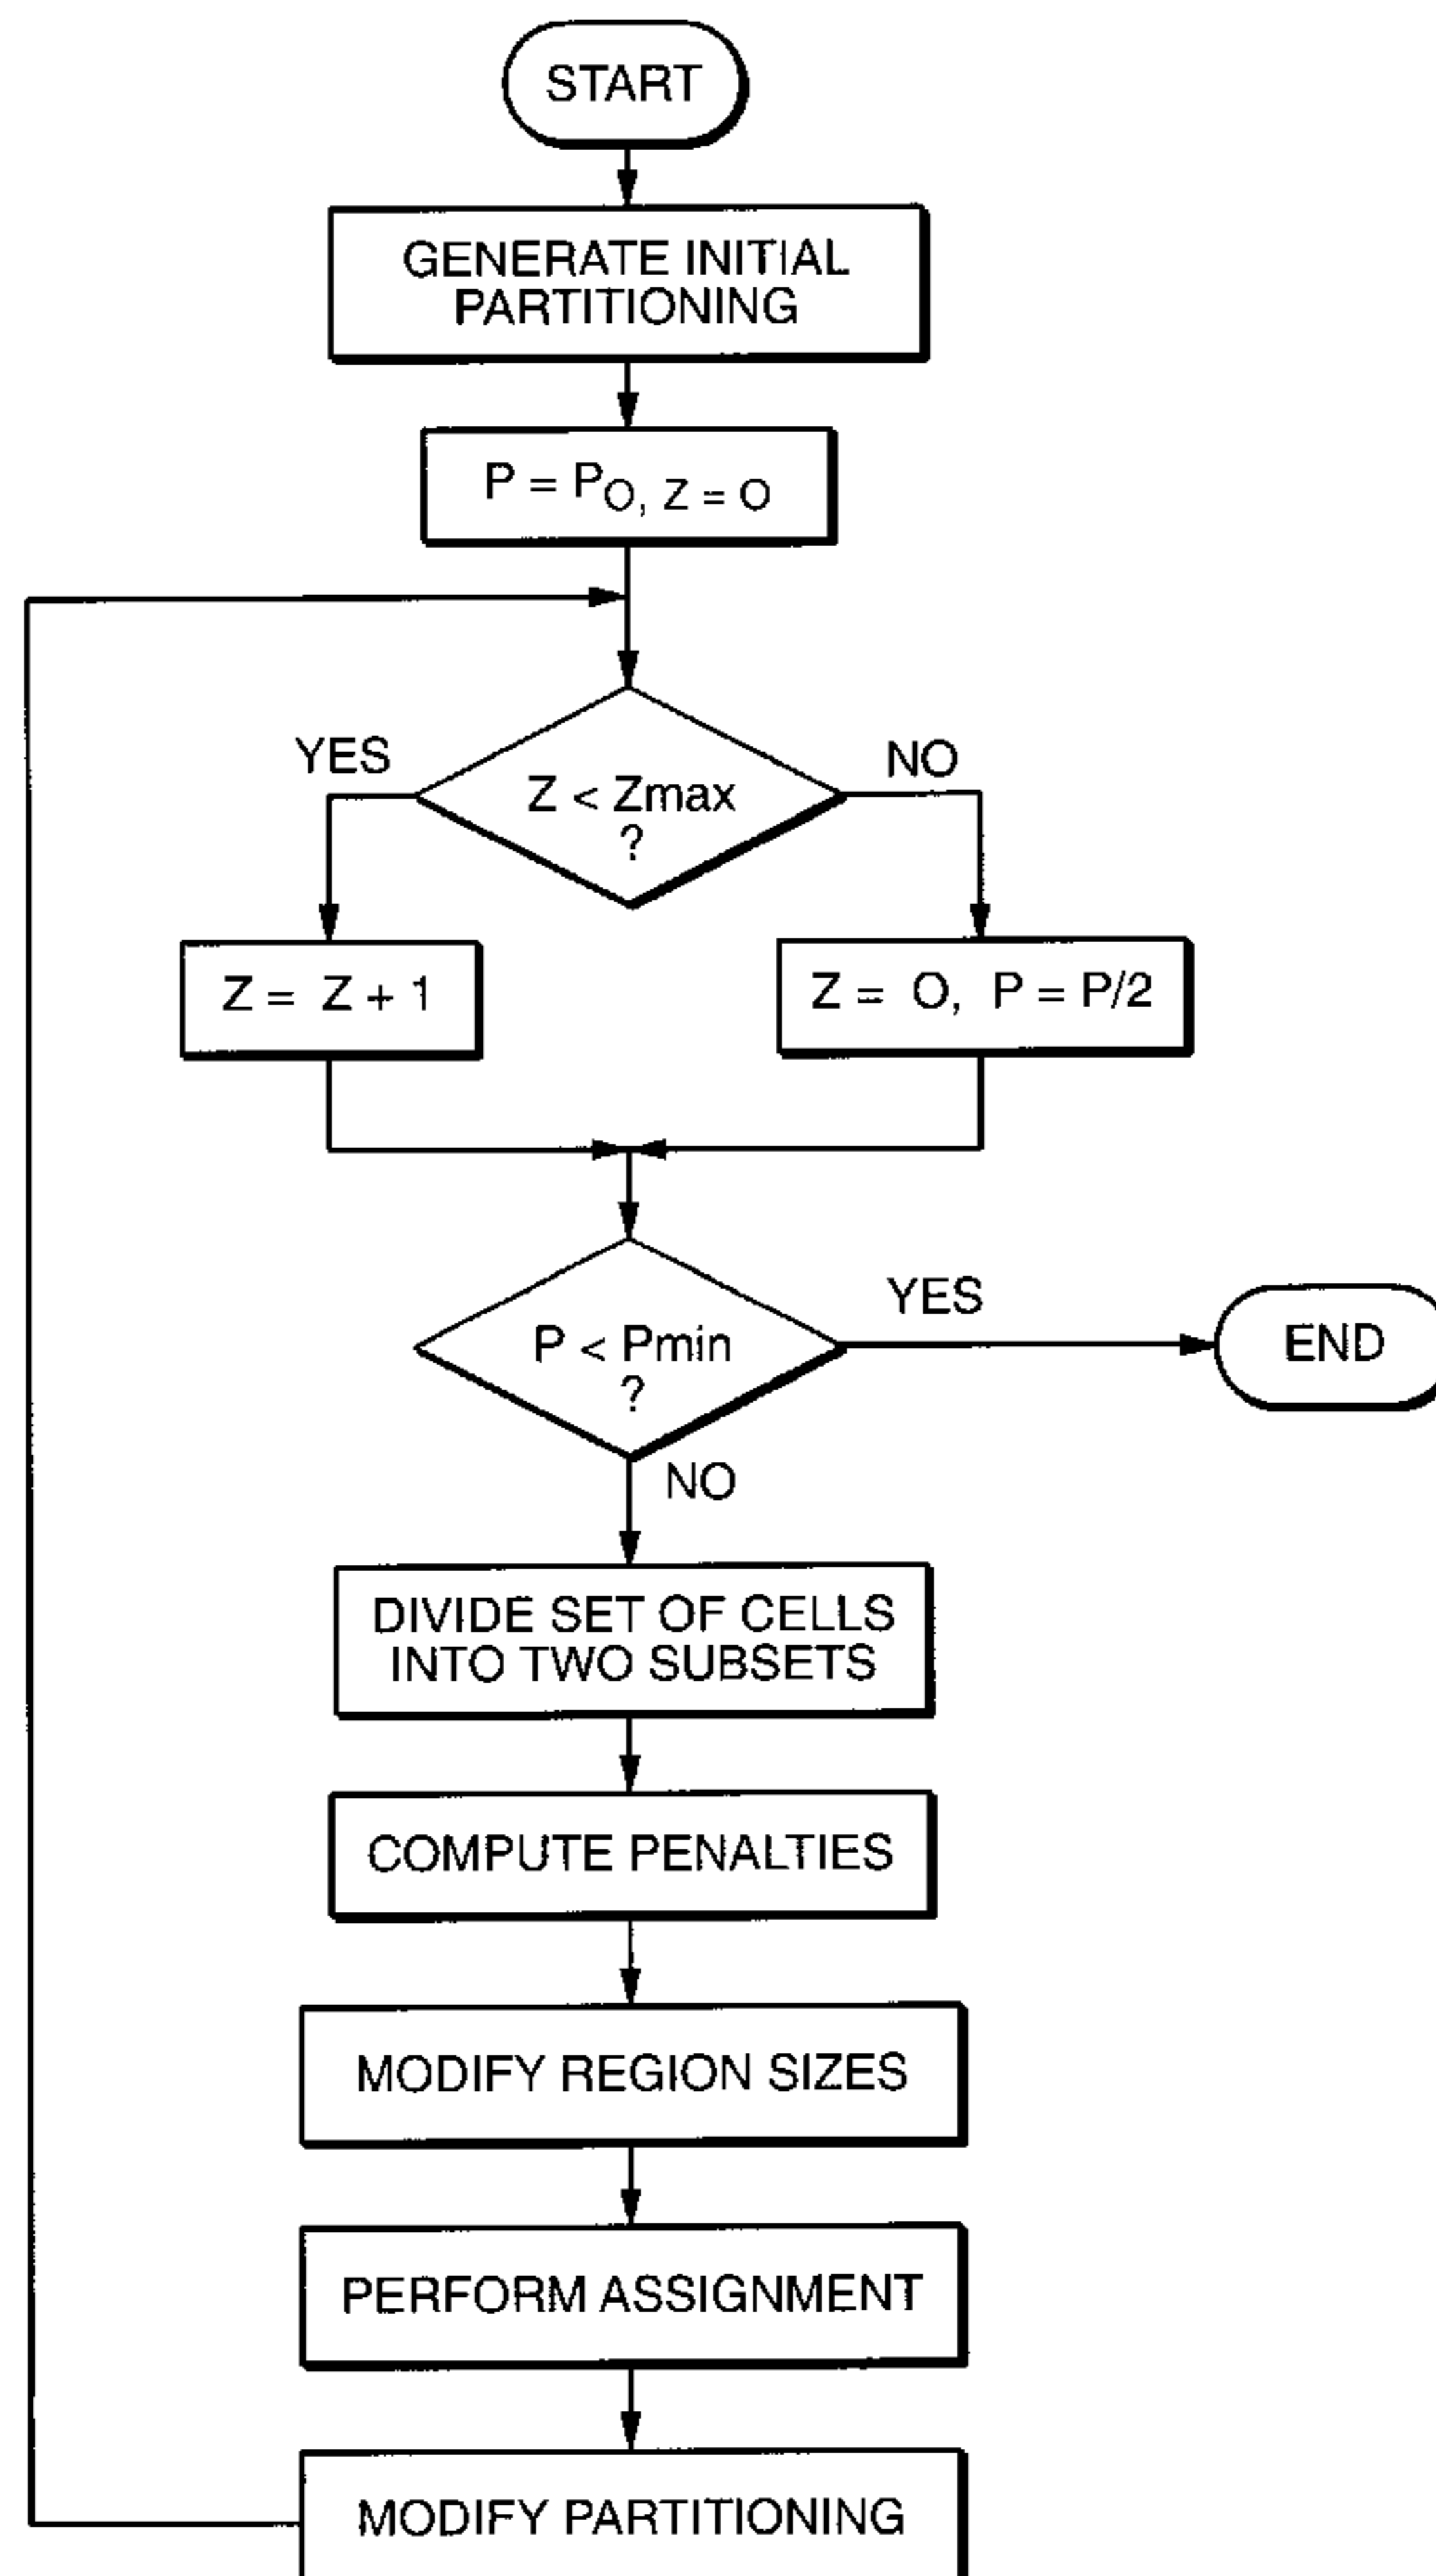 START
GENERATE INITIAL
PARTITIONING
P = PO, Z = O
YES
NO
Z < Zmax
?
Z = Z + 1
Z = O, P = P/2
YES
P < Pmin
?
END
NO
DIVIDE SET OF CELLS
INTO TWO SUBSETS
COMPUTE PENALTIES
MODIFY REGION SIZES
PERFORM ASSIGNMENT
MODIFY PARTITIONING